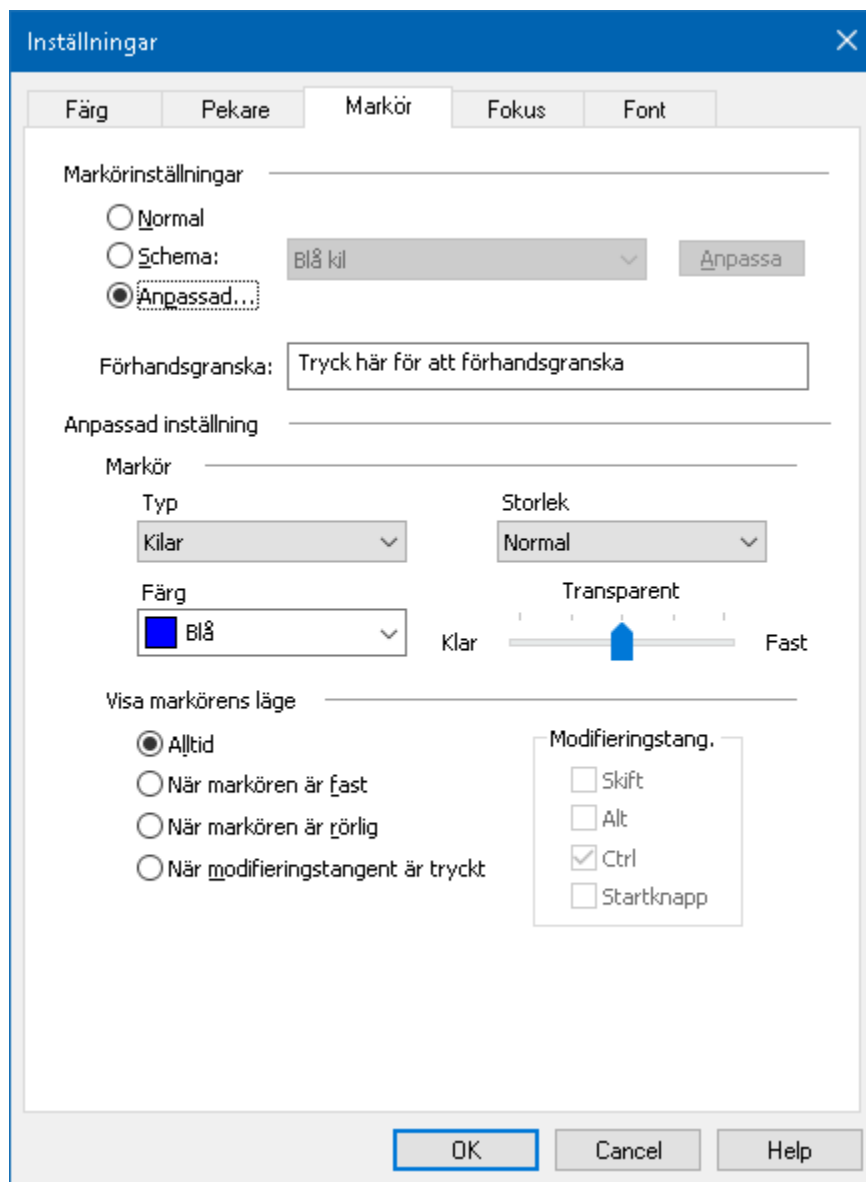 Inställningar
Färg Pekare Markör Fokus Font
Markörinställningar
Normal
Schema: Blå kil Anpassa
Anpassad...
Förhandsgranska: Tryck här för att förhandsgranska
Anpassad inställning
Markör
Typ Storlek
Kilar Normal
Färg Transparent
Blå Klar Fast
Visa markörens läge
Alltid Modifieringstang.
När markören är fast Skift
När markören är rörlig Alt
När modifieringstangent är tryckt Ctrl
Startknapp
OK Cancel Help